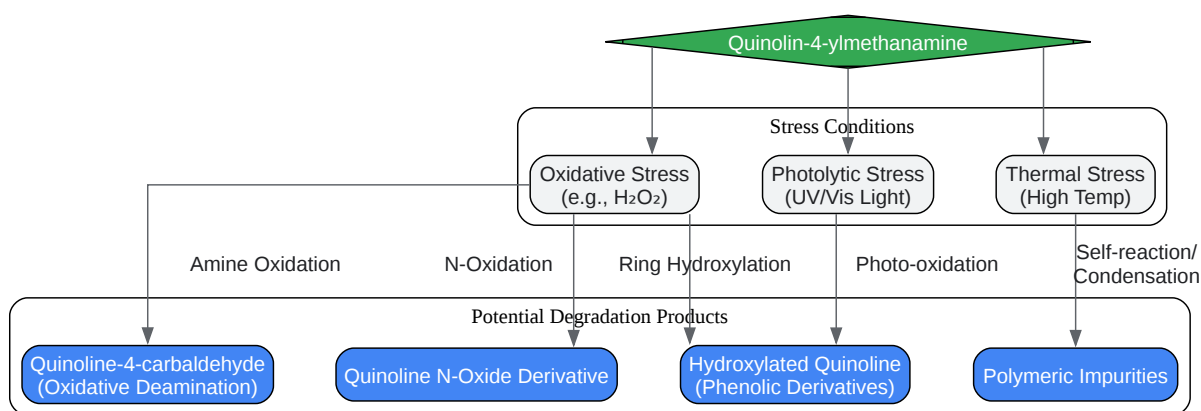 Quinolin-4-ylmethanamine
Stress Conditions
Oxidative Stress
(e.g., H₂O₂)
Photolytic Stress
(UV/Vis Light)
Thermal Stress
(High Temp)
Amine Oxidation
N-Oxidation
Ring Hydroxylation
Photo-oxidation
Self-reaction/
Condensation
Potential Degradation Products
Quinoline-4-carbaldehyde
(Oxidative Deamination)
Quinoline N-Oxide Derivative
Hydroxylated Quinoline
(Phenolic Derivatives)
Polymeric Impurities